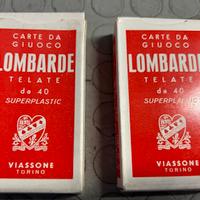 CARTE DA
GIUOCO
LOMBARDE
TELATE
da 40
SUPERPLASTIC
VIASSONE
TORINO
CARTE DA
GIUOCO
LOMBARDE
TELATE
da 40
SUPERPLASTIC
VIASSONE
TORINO